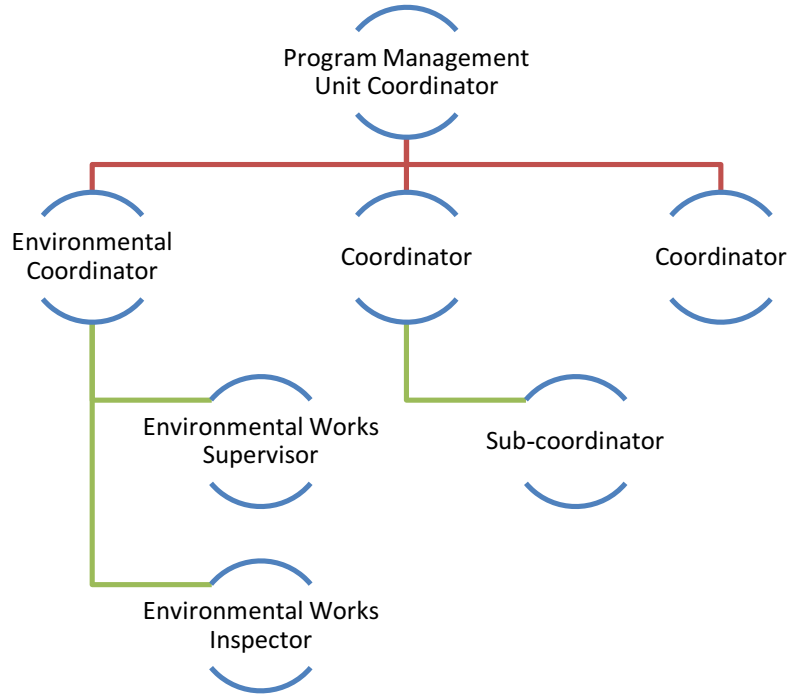 Program Management
Unit Coordinator
Environmental
Coordinator
Coordinator
Coordinator
Environmental Works
Supervisor
Sub-coordinator
Environmental Works
Inspector